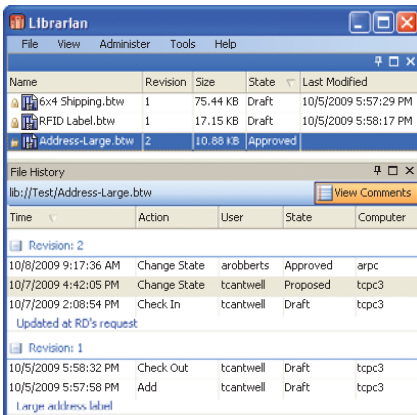 Librarian
File View Administer Tools Help
Name Revision Size State Last Modified
6x4 Shipping.btw 1 75.44 KB Draft 10/5/2009 5:57:29 PM
RFID Label.btw 1 17.15 KB Draft 10/5/2009 5:58:17 PM
Address-Large.btw 2 10.88 KB Approved
File History
lib://Test/Address-Large.btw View Comments
Time Action User State Computer
Revision: 2
10/8/2009 9:17:36 AM Change State arobberts Approved arpc
10/7/2009 4:42:05 PM Change State tcantwell Proposed tcpc3
10/7/2009 2:08:54 PM Check In tcantwell Draft tcpc3
Updated at RD's request
Revision: 1
10/5/2009 5:58:32 PM Check Out tcantwell Draft tcpc3
10/5/2009 5:57:58 PM Add tcantwell Draft tcpc3
Large address label